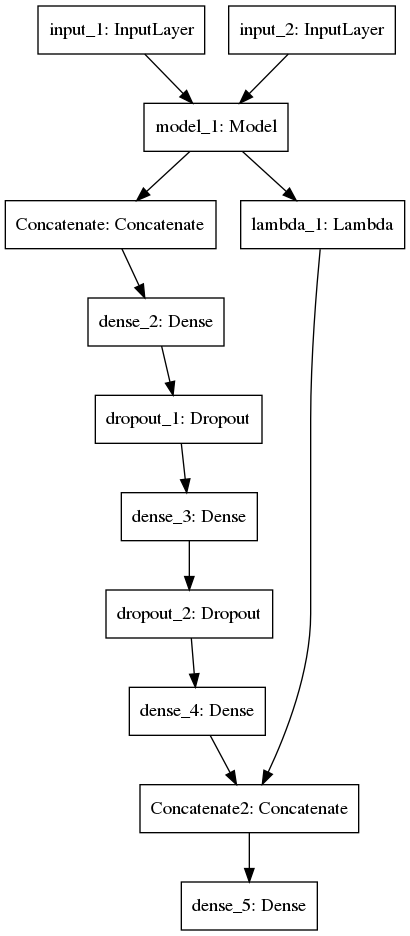 input_1: InputLayer
input_2: InputLayer
model_1: Model
Concatenate: Concatenate
lambda_1: Lambda
dense_2: Dense
dropout_1: Dropout
dense_3: Dense
dropout_2: Dropout
dense_4: Dense
Concatenate2: Concatenate
dense_5: Dense